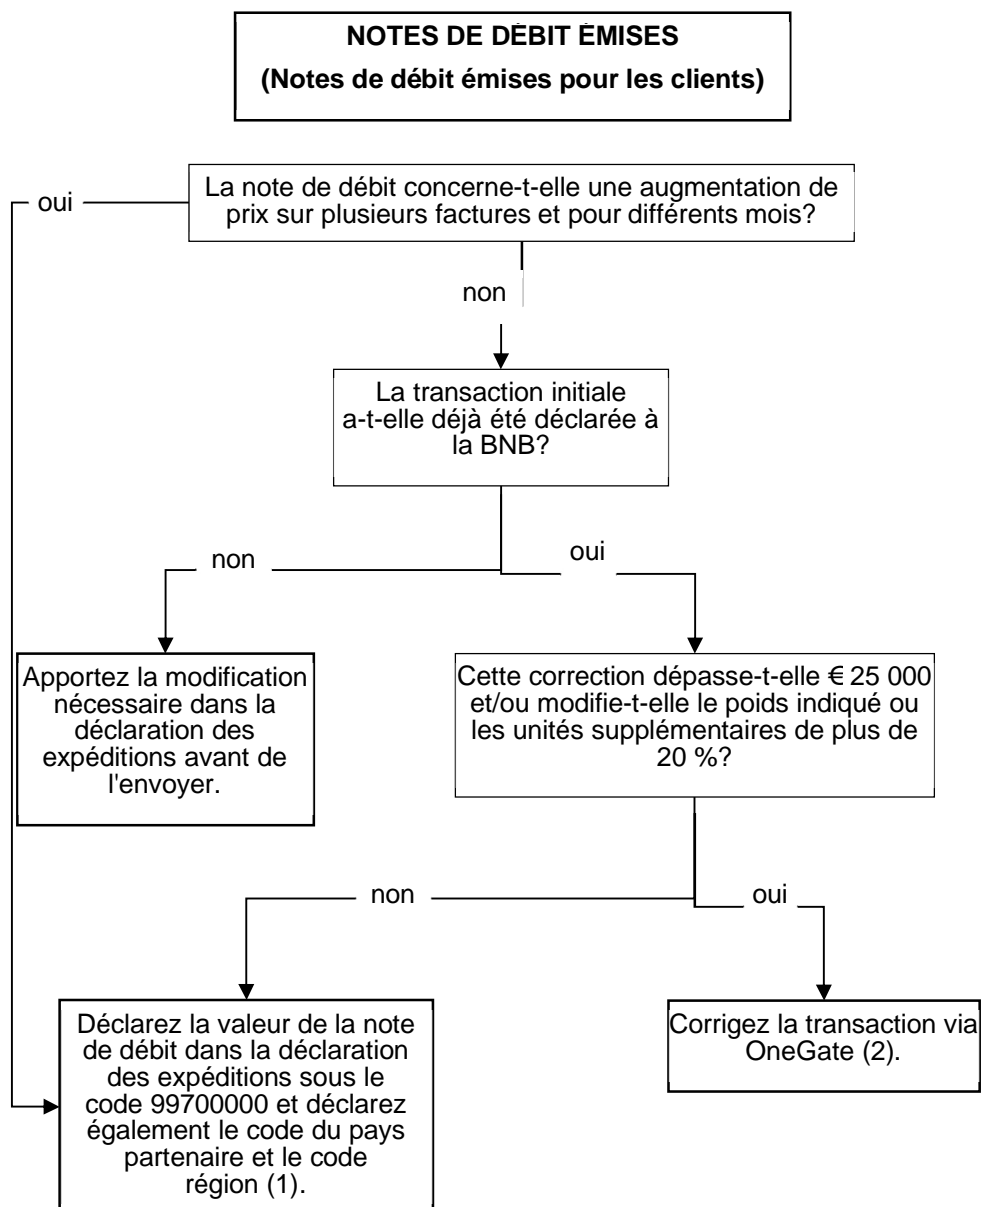 NOTES DE DÉBIT ÉMISES
(Notes de débit émises pour les clients)
oui
La note de débit concerne-t-elle une augmentation de
prix sur plusieurs factures et pour différents mois?
non
La transaction initiale
a-t-elle déjà été déclarée à
la BNB?
non
oui
Apportez la modification
nécessaire dans la
déclaration des
expéditions avant de
l'envoyer.
Cette correction dépasse-t-elle € 25 000
et/ou modifie-t-elle le poids indiqué ou
les unités supplémentaires de plus de
20 %?
non
oui
Déclarez la valeur de la note
de débit dans la déclaration
des expéditions sous le
code 99700000 et déclarez
également le code du pays
partenaire et le code
région (1).
Corrigez la transaction via
OneGate (2).